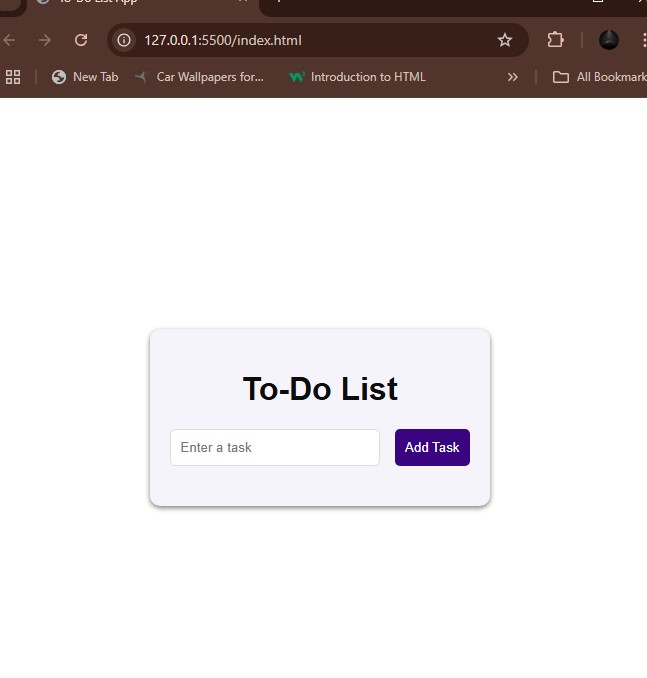 To-Do List App
127.0.0.1:5500/index.html
New Tab
Car Wallpapers for...
Introduction to HTML
All Bookmark
To-Do List
Enter a task
Add Task